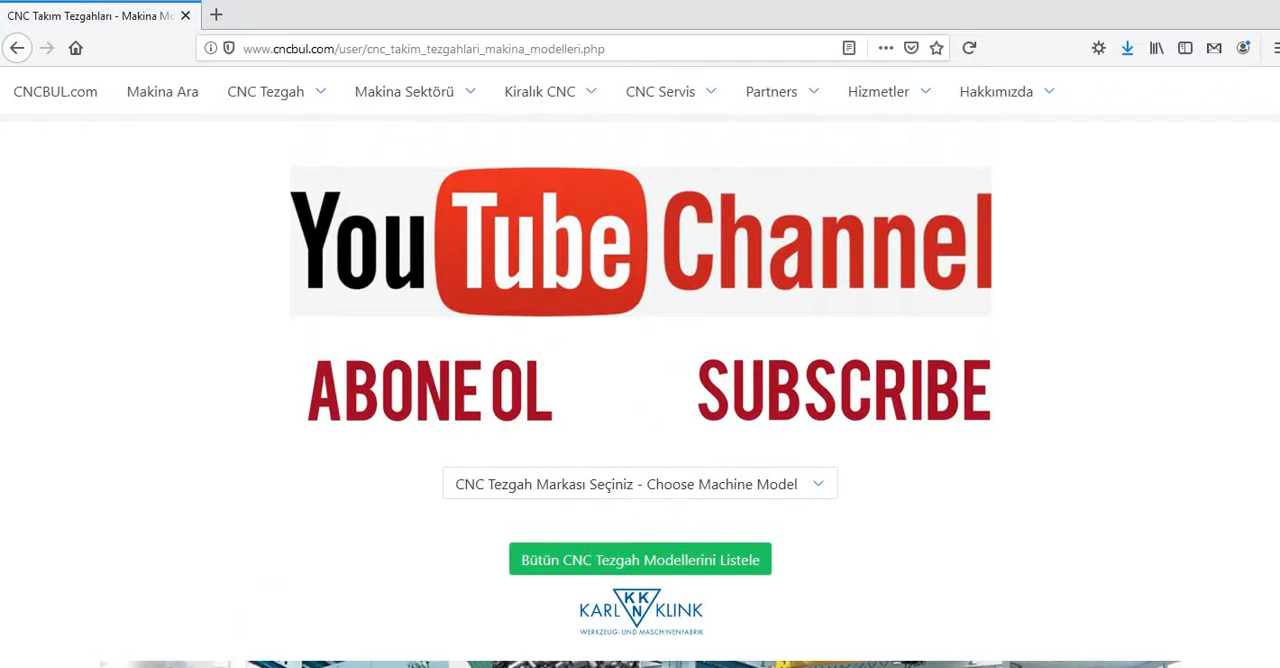 CNC Takım Tezgahları - Makina Mo
www.cncbul.com/user/cnc_takim_tezgahlari_makina_modelleri.php
CNCBUL.com Makina Ara CNC Tezgah Makina Sektörü Kiralık CNC CNC Servis Partners Hizmetler Hakkımızda
YouTube Channel
ABONE OL SUBSCRIBE
CNC Tezgah Markası Seçiniz - Choose Machine Model
Bütün CNC Tezgah Modellerini Listele
KARL KKN KLINK
WERKZEUG- UND MASCHINENFABRIK